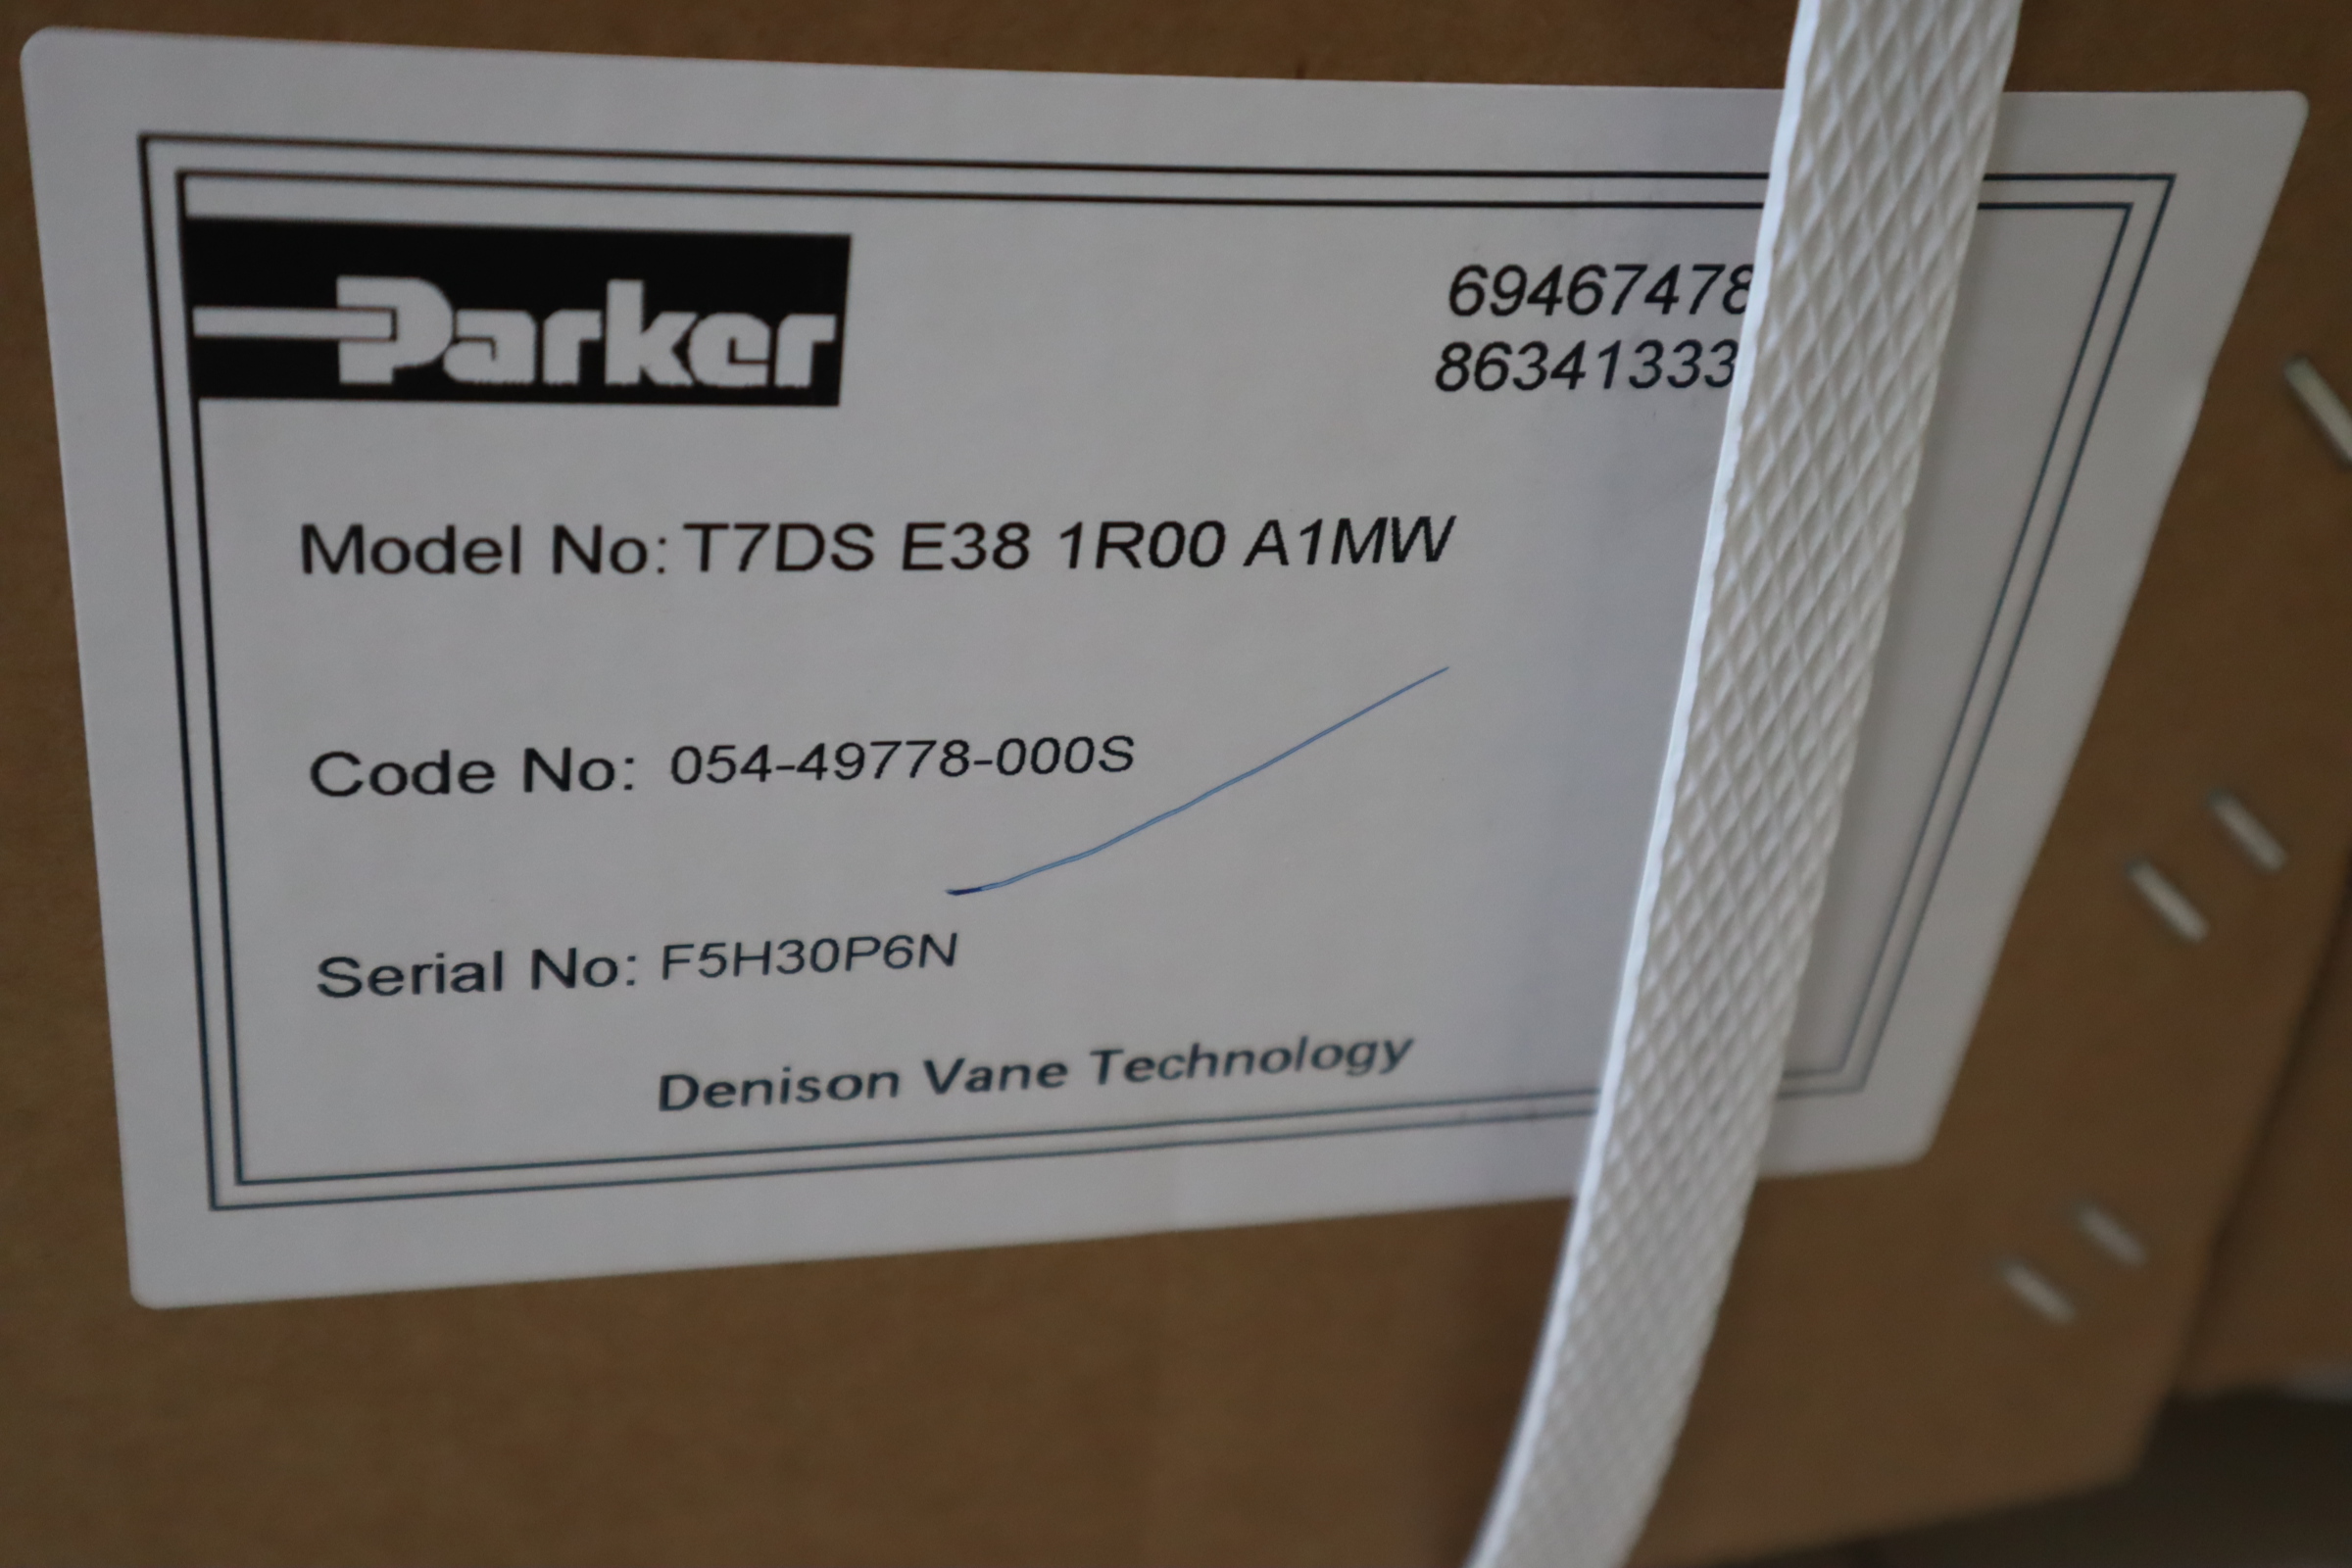 Parker
69467478
86341333
Model No: T7DS E38 1R00 A1MW
Code No: 054-49778-000S
Serial No: F5H30P6N
Denison Vane Technology